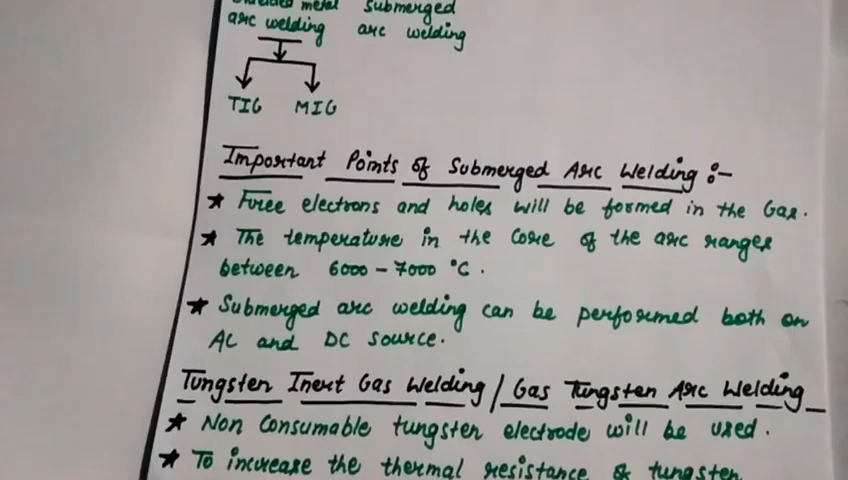 Shielded metal Submerged
arc welding arc welding
TIG MIG
Important Points of Submerged Arc Welding :-
★ Free electrons and holes will be formed in the Gas.
★ The temperature in the core of the arc ranges
between 6000 - 7000 °C.
★ Submerged arc welding can be performed both on
AC and DC source.
Tungsten Inert Gas Welding / Gas Tungsten Arc Welding
★ Non Consumable tungsten electrode will be used.
★ To increase the thermal resistance of tungsten